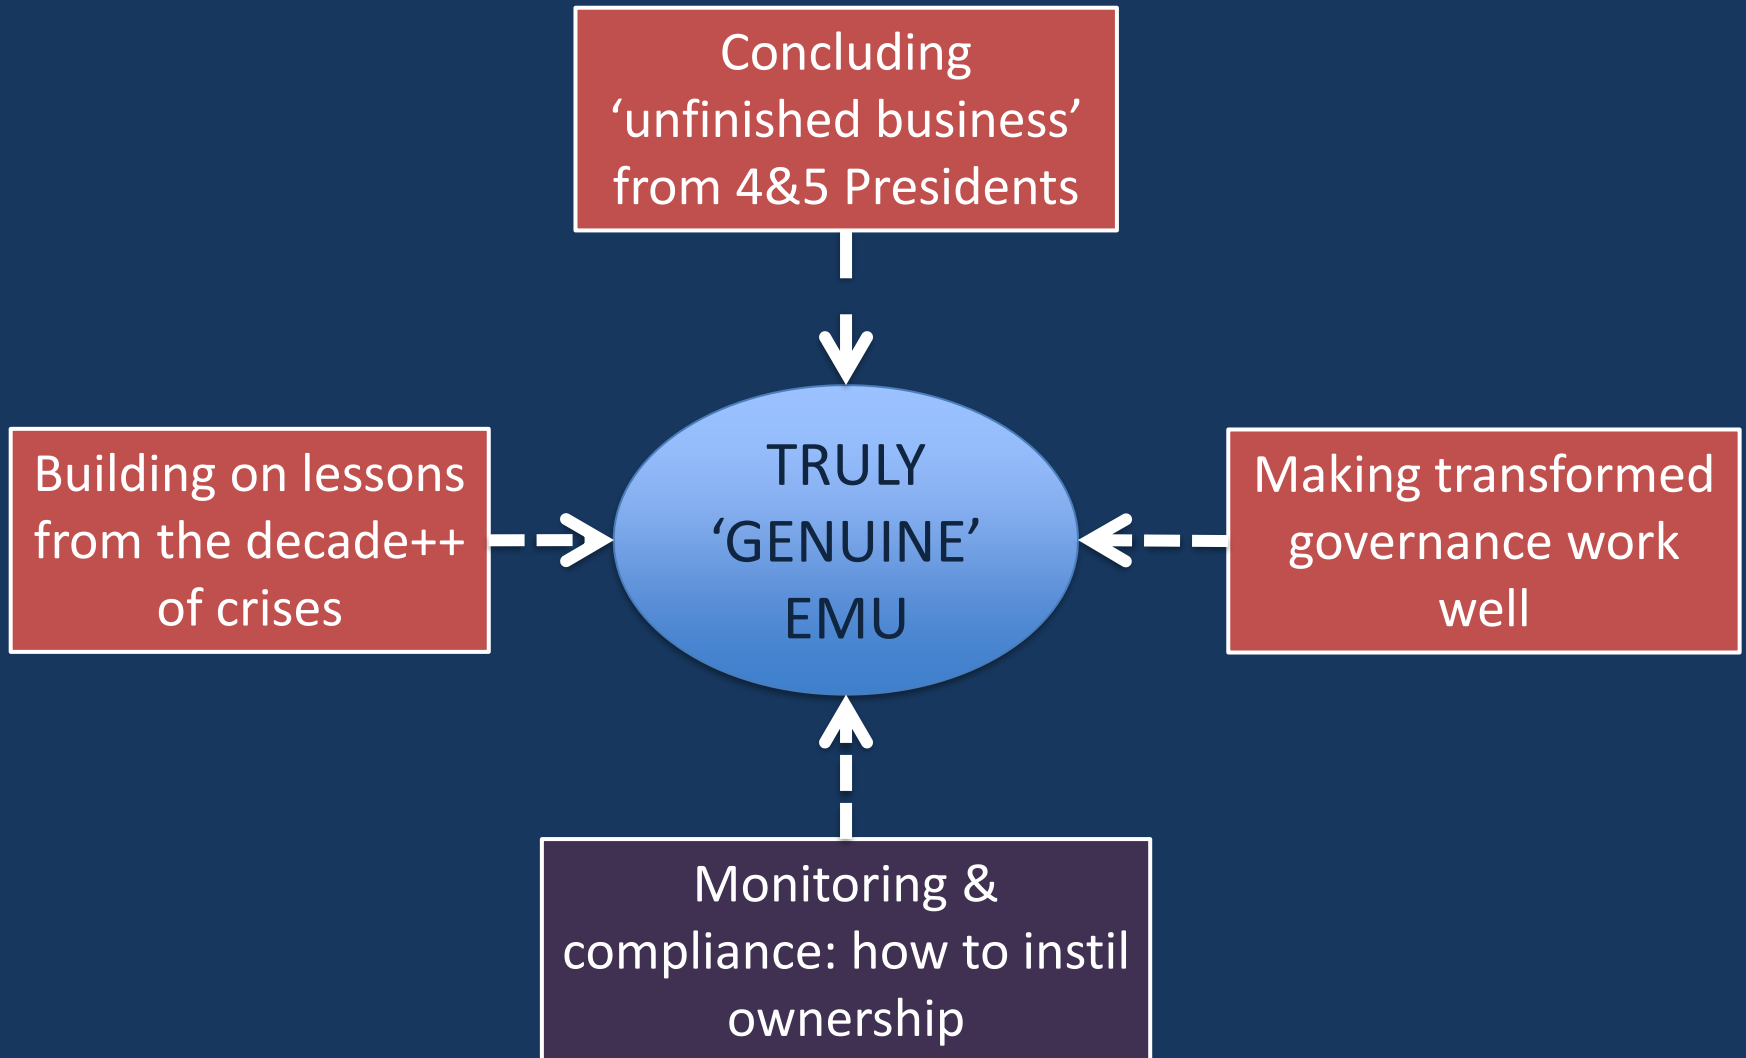 Concluding
‘unfinished business’
from 4&5 Presidents
Building on lessons
from the decade++
of crises
TRULY
‘GENUINE’
EMU
Making transformed
governance work
well
Monitoring &
compliance: how to instil
ownership